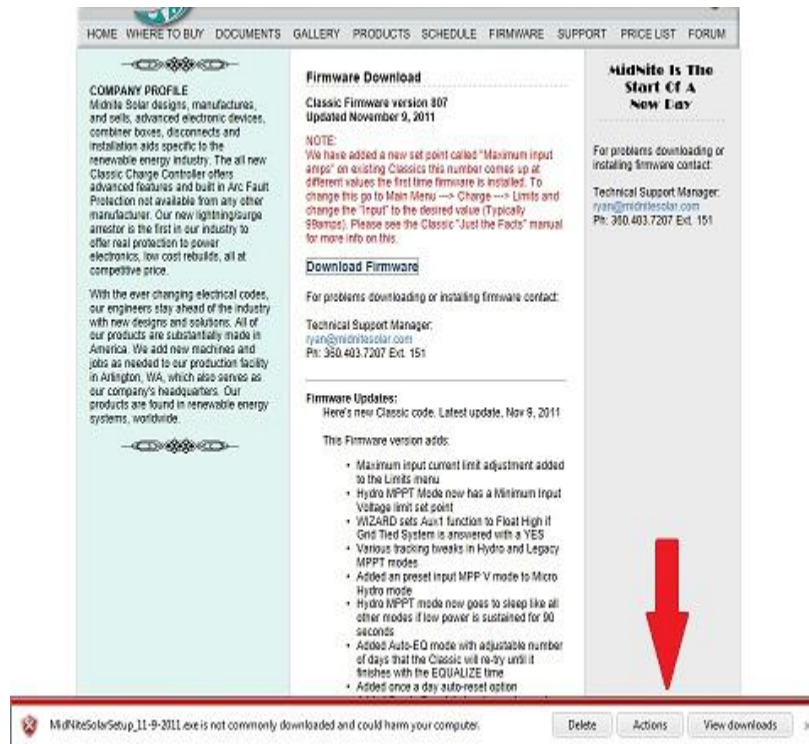 HOME WHERE TO BUY DOCUMENTS GALLERY PRODUCTS SCHEDULE FIRMWARE SUPPORT PRICE LIST FORUM
COMPANY PROFILE
Midnite Solar designs, manufactures,
and sells, advanced electronic devices,
combiner boxes, disconnects and
installation aids specific to the
renewable energy industry. The all new
Classic Charge Controller offers
advanced features and built in Arc Fault
Protection not available from any other
manufacturer. Our new lightning/surge
arrestor is the first in our industry to
offer real protection to power
electronics, low cost rebuilds, all at
competitive price.
With the ever changing electrical codes,
our engineers stay ahead of the industry
with new designs and solutions. All of
our products are substantially made in
America. We add new machines and
jobs as needed to our production facility
in Arlington, WA, which also serves as
our company's headquarters. Our
products are found in renewable energy
systems, worldwide.
Firmware Download
Classic Firmware version 807
Updated November 9, 2011
NOTE:
We have added a new set point called "Maximum input
amps" on existing Classics this number comes up at
different values the first time firmware is installed. To
change this go to Main Menu ---> Charge ---> Limits and
change the "Input" to the desired value (Typically
99amps). Please see the Classic "Just the Facts" manual
for more info on this.
Download Firmware
For problems downloading or installing firmware contact:
Technical Support Manager:
ryan@midnitesolar.com
Ph: 360.403.7207 Ext. 151
Firmware Updates:
Here's new Classic code. Latest update, Nov 9, 2011
This Firmware version adds:
• Maximum input current limit adjustment added
to the Limits menu
• Hydro MPPT Mode now has a Minimum Input
Voltage limit set point
• WIZARD sets Aux1 function to Float High if
Grid Tied System is answered with a YES
• Various tracking tweaks in Hydro and Legacy
MPPT modes
• Added an preset input MPP V mode to Micro
Hydro mode
• Hydro MPPT mode now goes to sleep like all
other modes if low power is sustained for 90
seconds
• Added Auto-EQ mode with adjustable number
of days that the Classic will re-try until it
finishes with the EQUALIZE time
• Added once a day auto-reset option
MidNite Is The
Start Of A
New Day
For problems downloading or
installing firmware contact:
Technical Support Manager:
ryan@midnitesolar.com
Ph: 360.403.7207 Ext. 151
MidNiteSolarSetup_11-9-2011.exe is not commonly downloaded and could harm your computer. Delete Actions View downloads x